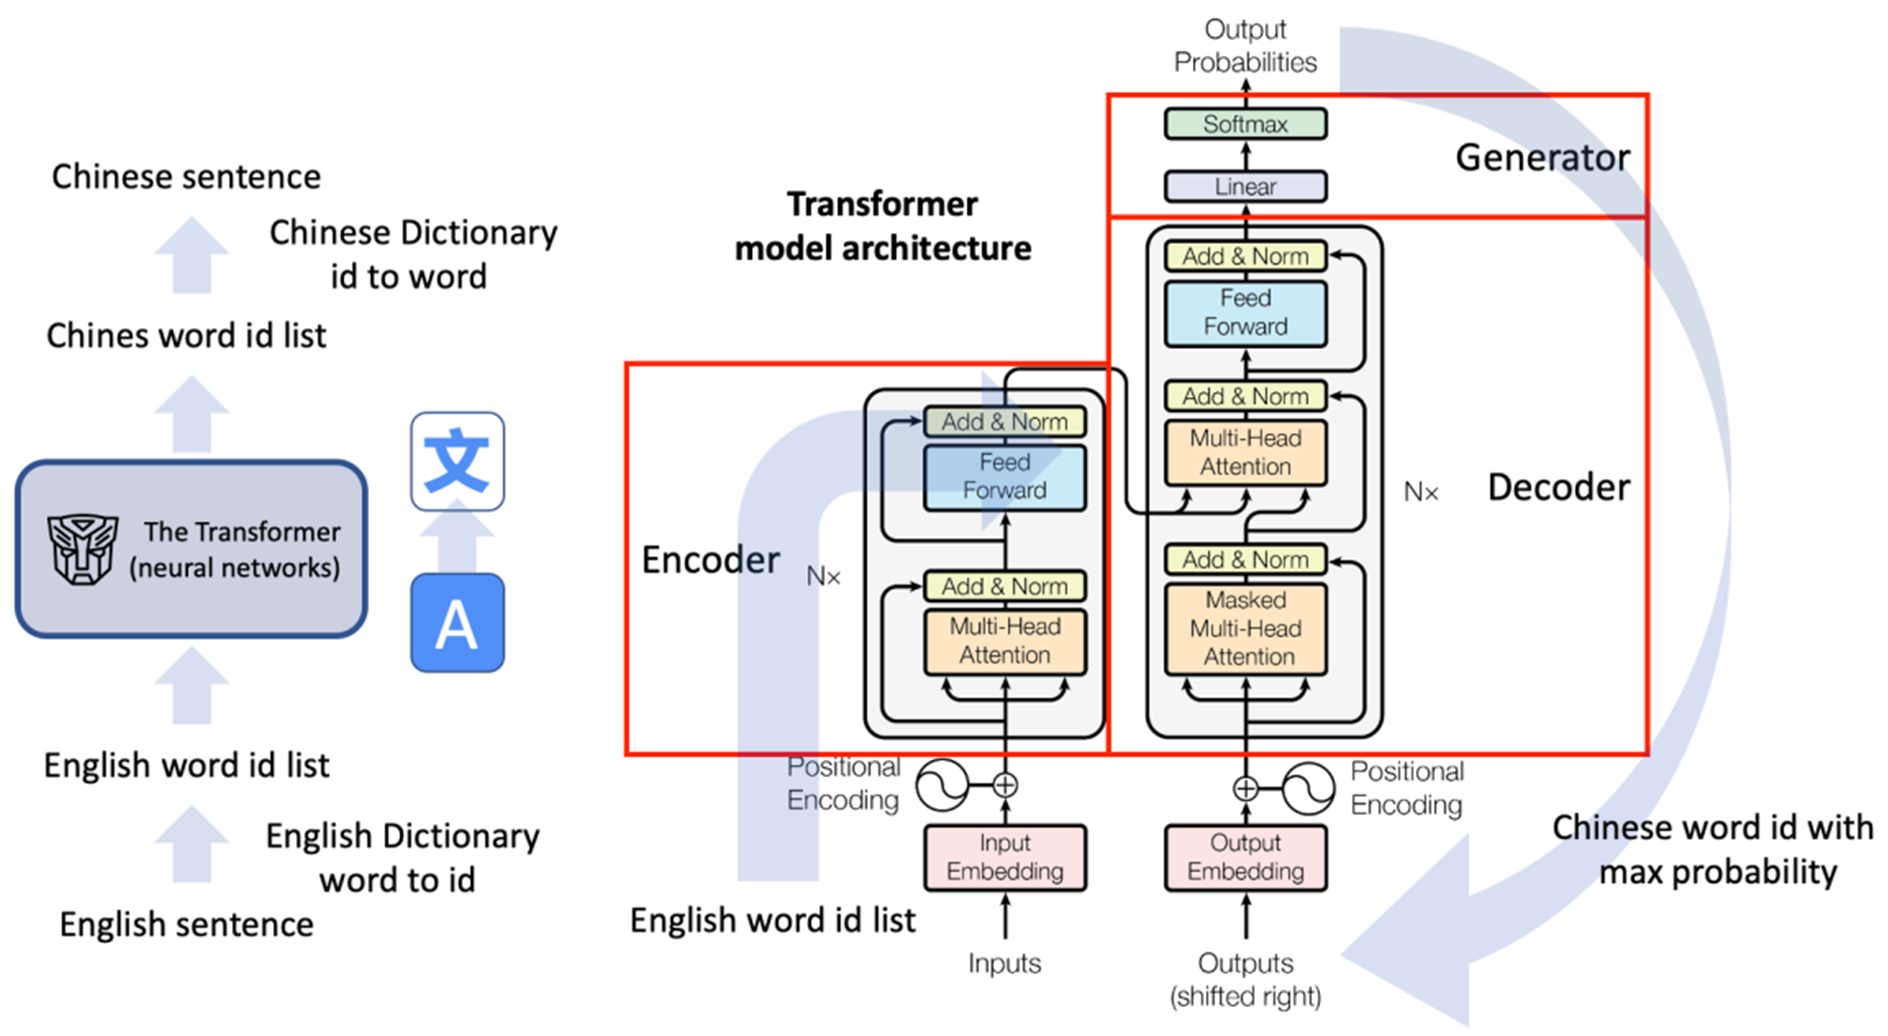 Chinese sentence
Chinese Dictionary
id to word
Chines word id list
The Transformer
(neural networks)
文
A
English word id list
English Dictionary
word to id
English sentence
Transformer
model architecture
Output
Probabilities
Softmax
Linear
Generator
Add & Norm
Feed
Forward
Add & Norm
Multi-Head
Attention
Nx
Decoder
Add & Norm
Masked
Multi-Head
Attention
Encoder
Nx
Add & Norm
Feed
Forward
Add & Norm
Multi-Head
Attention
Positional
Encoding
Positional
Encoding
Input
Embedding
Output
Embedding
English word id list
Inputs
Outputs
(shifted right)
Chinese word id with
max probability